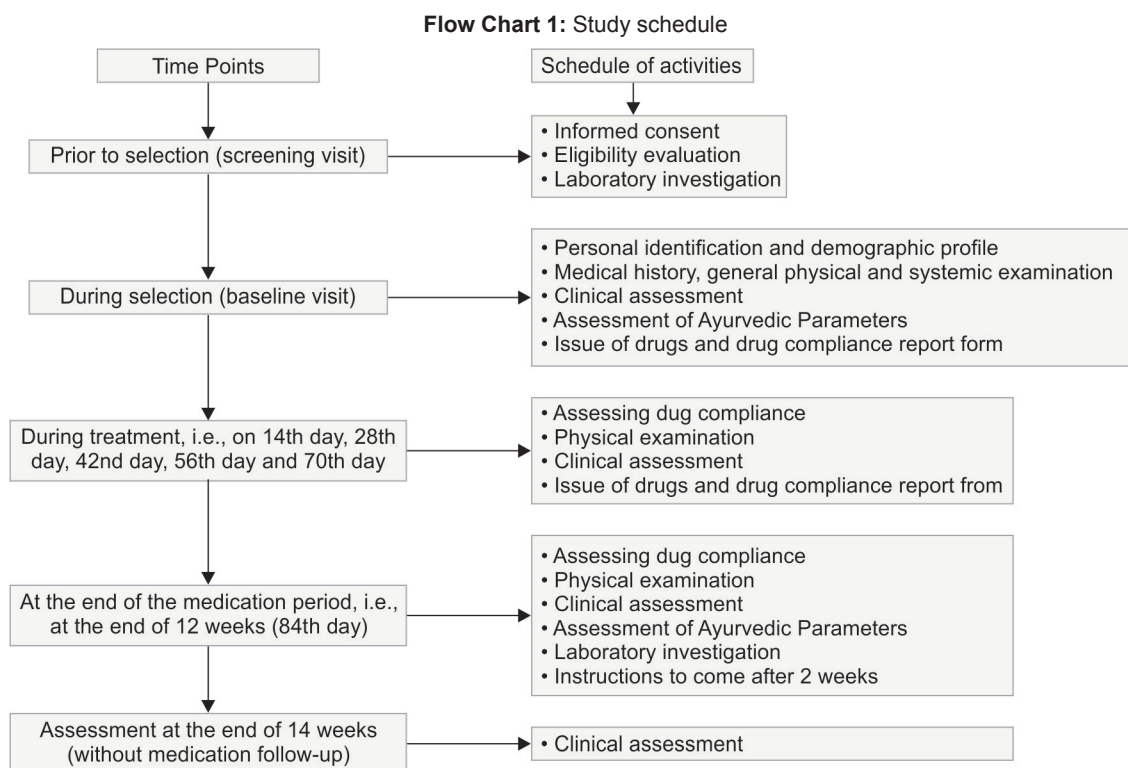 Flow Chart 1: Study schedule
Time Points
Schedule of activities
Prior to selection (screening visit)
• Informed consent
• Eligibility evaluation
• Laboratory investigation
During selection (baseline visit)
• Personal identification and demographic profile
• Medical history, general physical and systemic examination
• Clinical assessment
• Assessment of Ayurvedic Parameters
• Issue of drugs and drug compliance report form
During treatment, i.e., on 14th day, 28th
day, 42nd day, 56th day and 70th day
• Assessing dug compliance
• Physical examination
• Clinical assessment
• Issue of drugs and drug compliance report from
At the end of the medication period, i.e.,
at the end of 12 weeks (84th day)
• Assessing dug compliance
• Physical examination
• Clinical assessment
• Assessment of Ayurvedic Parameters
• Laboratory investigation
• Instructions to come after 2 weeks
Assessment at the end of 14 weeks
(without medication follow-up)
• Clinical assessment